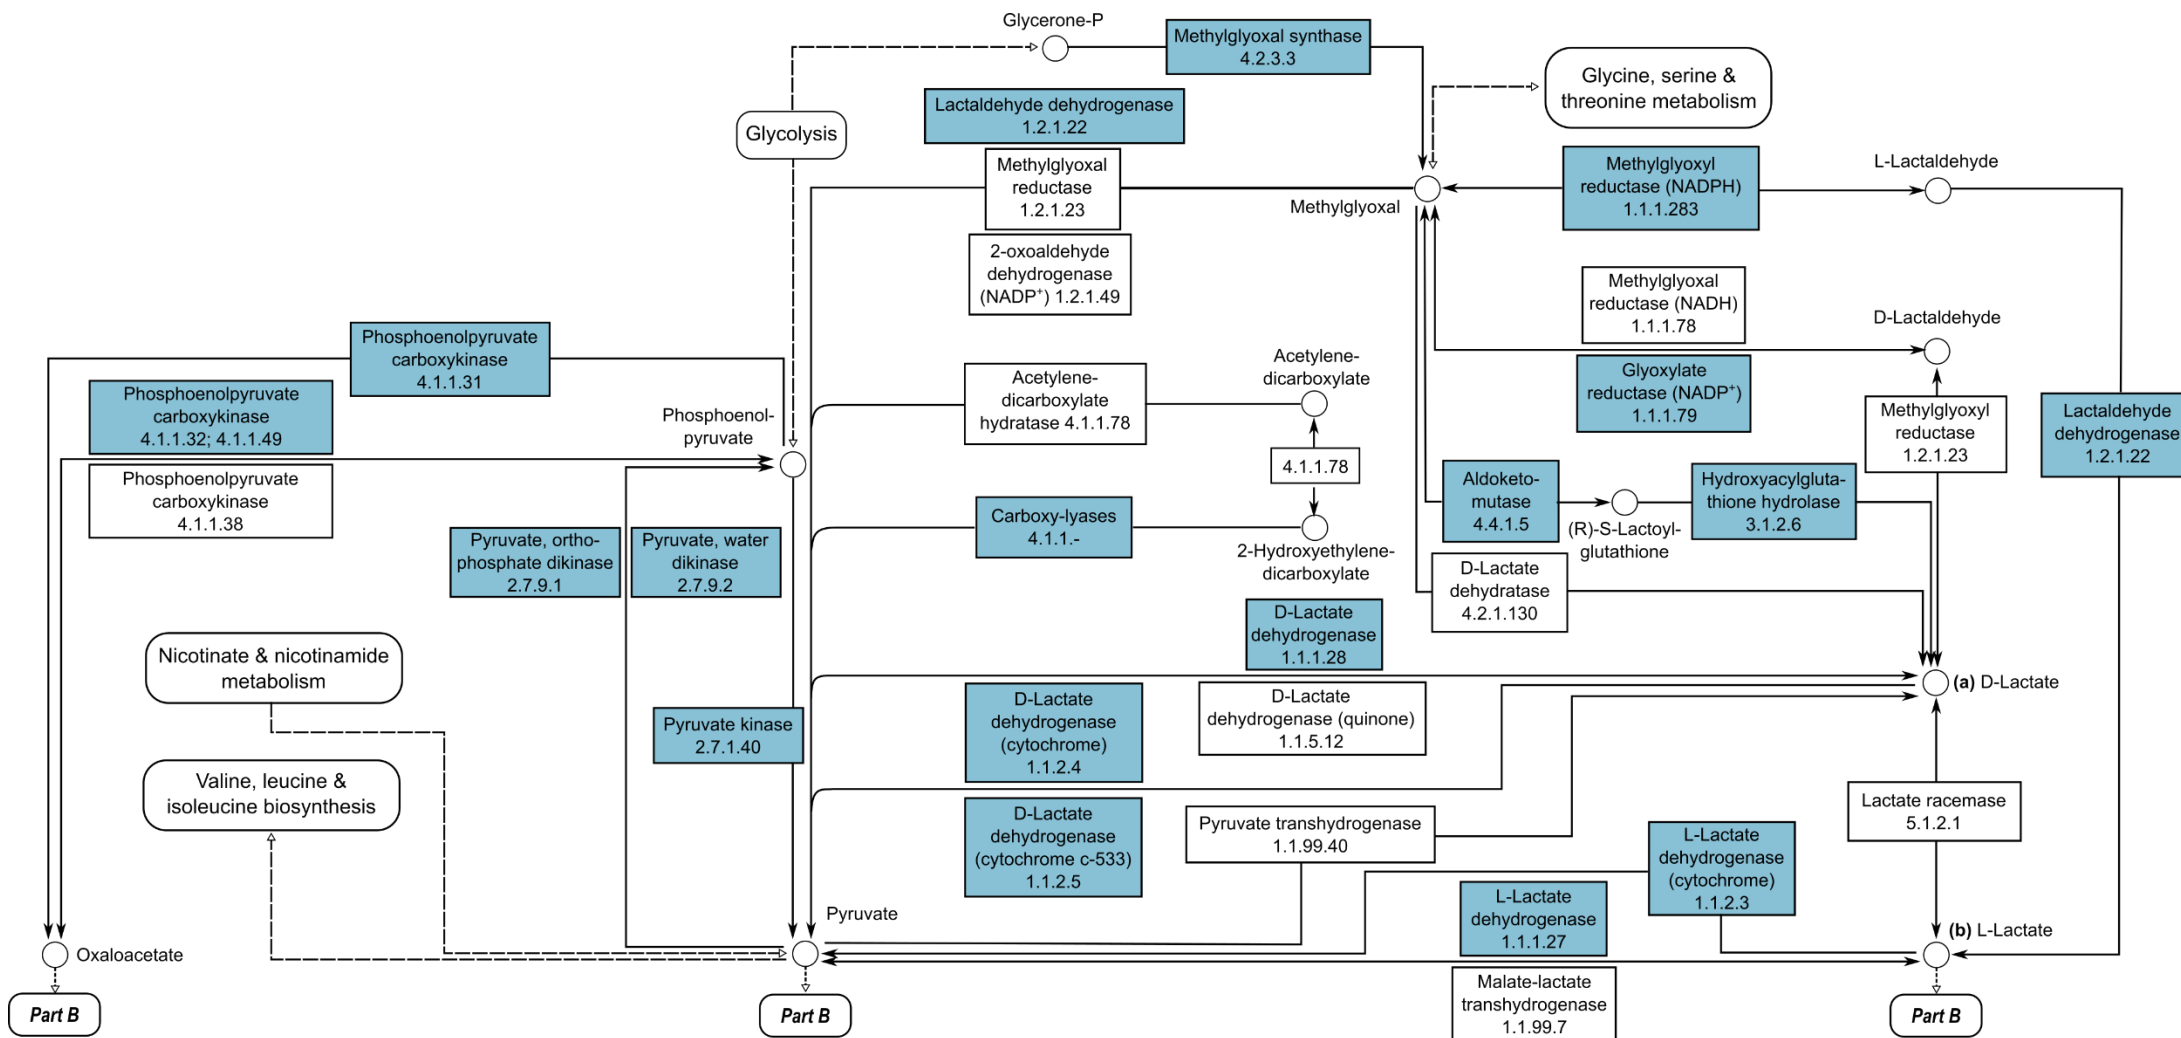 Glycerone-P
Methylglyoxal synthase
4.2.3.3
Glycine, serine &
threonine metabolism
Lactaldehyde dehydrogenase
1.2.1.22
Glycolysis
Methylglyoxal
reductase
1.2.1.23
Methylglyoxal
Methylglyoxyl
reductase (NADPH)
1.1.1.283
L-Lactaldehyde
2-oxoaldehyde
dehydrogenase
(NADP⁺) 1.2.1.49
Methylglyoxal
reductase (NADH)
1.1.1.78
D-Lactaldehyde
Glyoxylate
reductase (NADP⁺)
1.1.1.79
Phosphoenolpyruvate
carboxykinase
4.1.1.31
Phosphoenolpyruvate
carboxykinase
4.1.1.32; 4.1.1.49
Phosphoenolpyruvate
carboxykinase
4.1.1.38
Phosphoenol-
pyruvate
Acetylene-
dicarboxylate
hydratase 4.1.1.78
Acetylene-
dicarboxylate
4.1.1.78
Methylglyoxyl
reductase
1.2.1.23
Lactaldehyde
dehydrogenase
1.2.1.22
Aldoketo-
mutase
4.4.1.5
(R)-S-Lactoyl-
glutathione
Hydroxyacylgluta-
thione hydrolase
3.1.2.6
Pyruvate, ortho-
phosphate dikinase
2.7.9.1
Pyruvate, water
dikinase
2.7.9.2
Carboxy-lyases
4.1.1.-
2-Hydroxyethylene-
dicarboxylate
D-Lactate
dehydratase
4.2.1.130
D-Lactate
dehydrogenase
1.1.1.28
Nicotinate & nicotinamide
metabolism
Pyruvate kinase
2.7.1.40
D-Lactate
dehydrogenase
(cytochrome)
1.1.2.4
D-Lactate
dehydrogenase (quinone)
1.1.5.12
(a) D-Lactate
Valine, leucine &
isoleucine biosynthesis
D-Lactate
dehydrogenase
(cytochrome c-533)
1.1.2.5
Pyruvate transhydrogenase
1.1.99.40
Lactate racemase
5.1.2.1
L-Lactate
dehydrogenase
(cytochrome)
1.1.2.3
L-Lactate
dehydrogenase
1.1.1.27
Pyruvate
(b) L-Lactate
Oxaloacetate
Malate-lactate
transhydrogenase
1.1.99.7
Part B
Part B
Part B